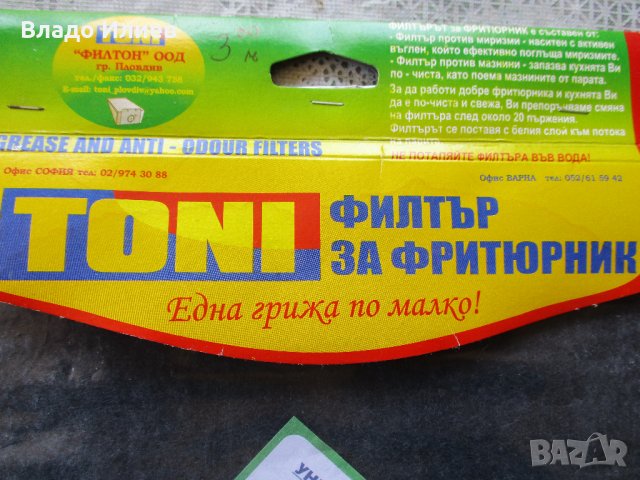 Владо Илиев
TONI
"ФИЛТОН" ООД
гр. Пловдив
тел./факс: 032/943 788
E-mail: toni_plovdiv@yahoo.com
ФИЛТЪРЪТ за ФРИТЮРНИК е съставен от:
- Филтър против миризми - наситен с активен
въглен, който ефективно поглъща миризмите.
- Филтър против мазнини - запазва кухнята Ви
по - чиста, като поема мазнините от парата.
За да работи добре фритюрника и кухнята Ви
да е по-чиста и свежа, Ви препоръчваме смяна
на филтъра след около 20 пържения.
Филтърът се поставя с белия слой към потока
НЕ ПОТАПЯЙТЕ ФИЛТЪРА ВЪВ ВОДА!
GREASE AND ANTI - ODOUR FILTERS
Офис СОФИЯ тел: 02/974 30 88
Офис ВАРНА тел: 052/61 59 42
TONI
ФИЛТЪР
ЗА ФРИТЮРНИК
Една грижа по малко!
УН
BAZAR